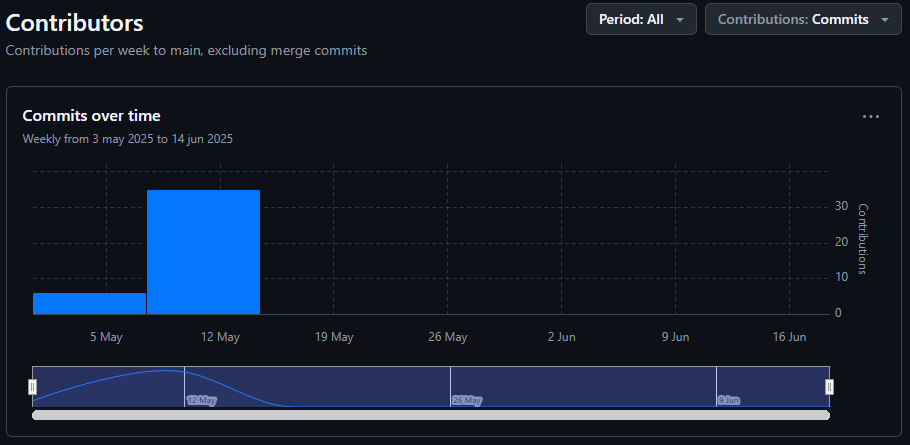 Contributors
Period: All
Contributions: Commits
Contributions per week to main, excluding merge commits
Commits over time
Weekly from 3 may 2025 to 14 jun 2025
30
20
10
0
Contributions
5 May 12 May 19 May 26 May 2 Jun 9 Jun 16 Jun
12 May 26 May 9 Jun